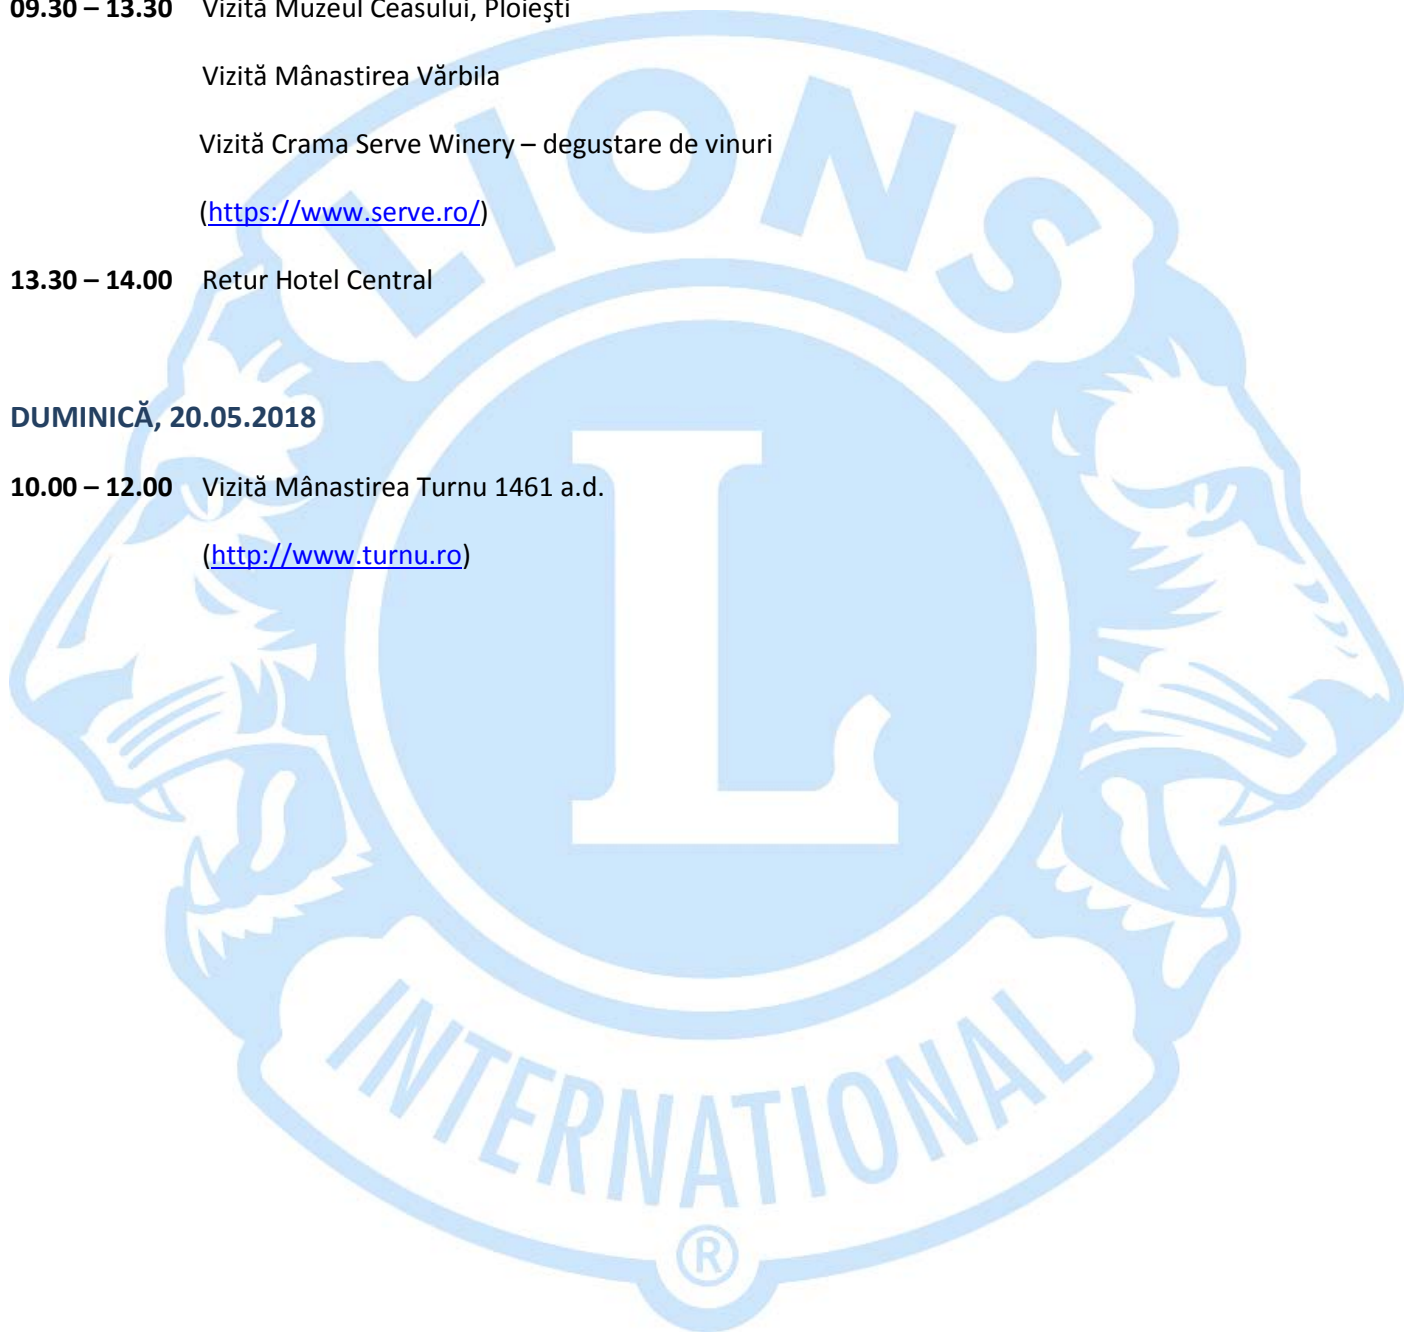 09.30 – 13.30 Vizită Muzeul Ceasului, Ploieşti
Vizită Mânastirea Vărbila
Vizită Crama Serve Winery – degustare de vinuri
(https://www.serve.ro/)
13.30 – 14.00 Retur Hotel Central
DUMINICĂ, 20.05.2018
10.00 – 12.00 Vizită Mânastirea Turnu 1461 a.d.
(http://www.turnu.ro)
LIONS
L
INTERNATIONAL
®